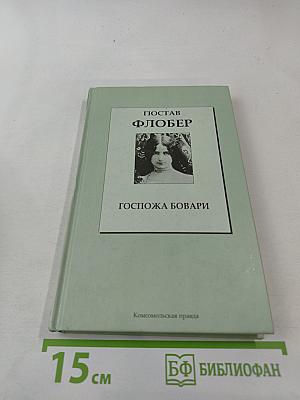 ГЮСТАВ
ФЛОБЕР
ГОСПОЖА БОВАРИ
Комсомольская правда
15 см
БФ БИБЛИОФАН